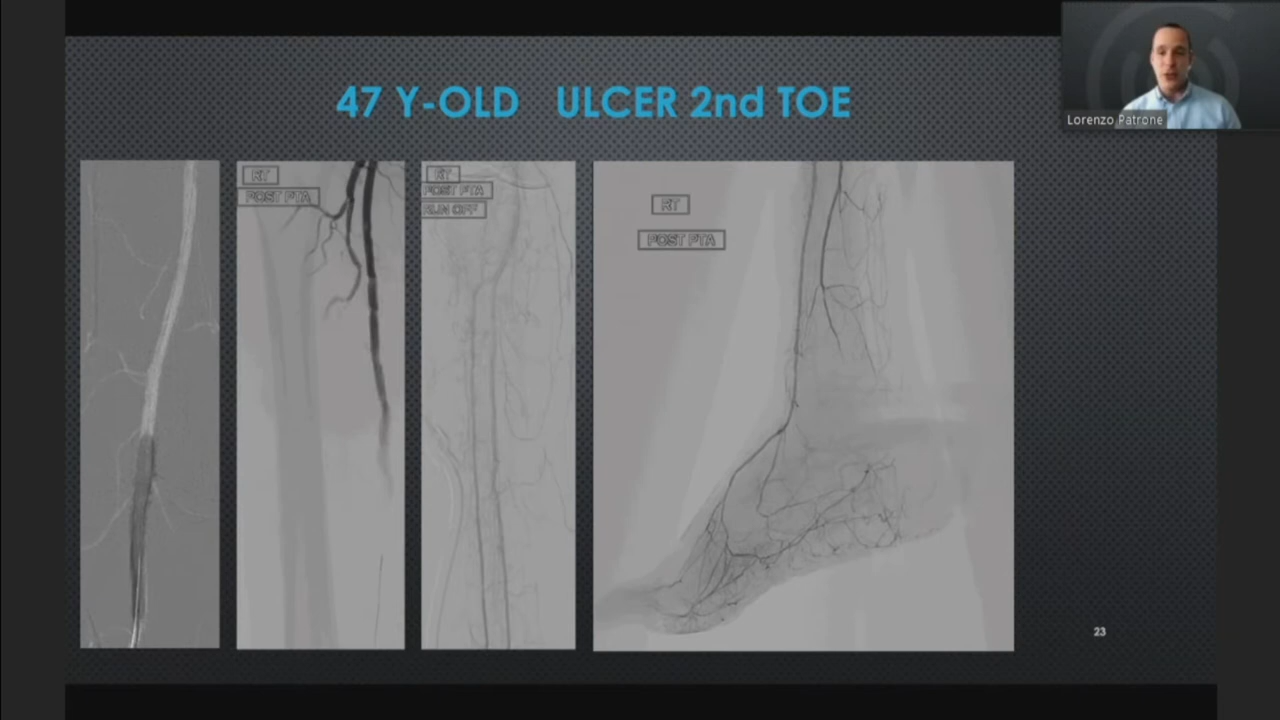 47 Y-OLD ULCER 2nd TOE
Lorenzo Patrone
RT
POST PTA
RT
POST PTA
RUN OFF
RT
POST PTA
23